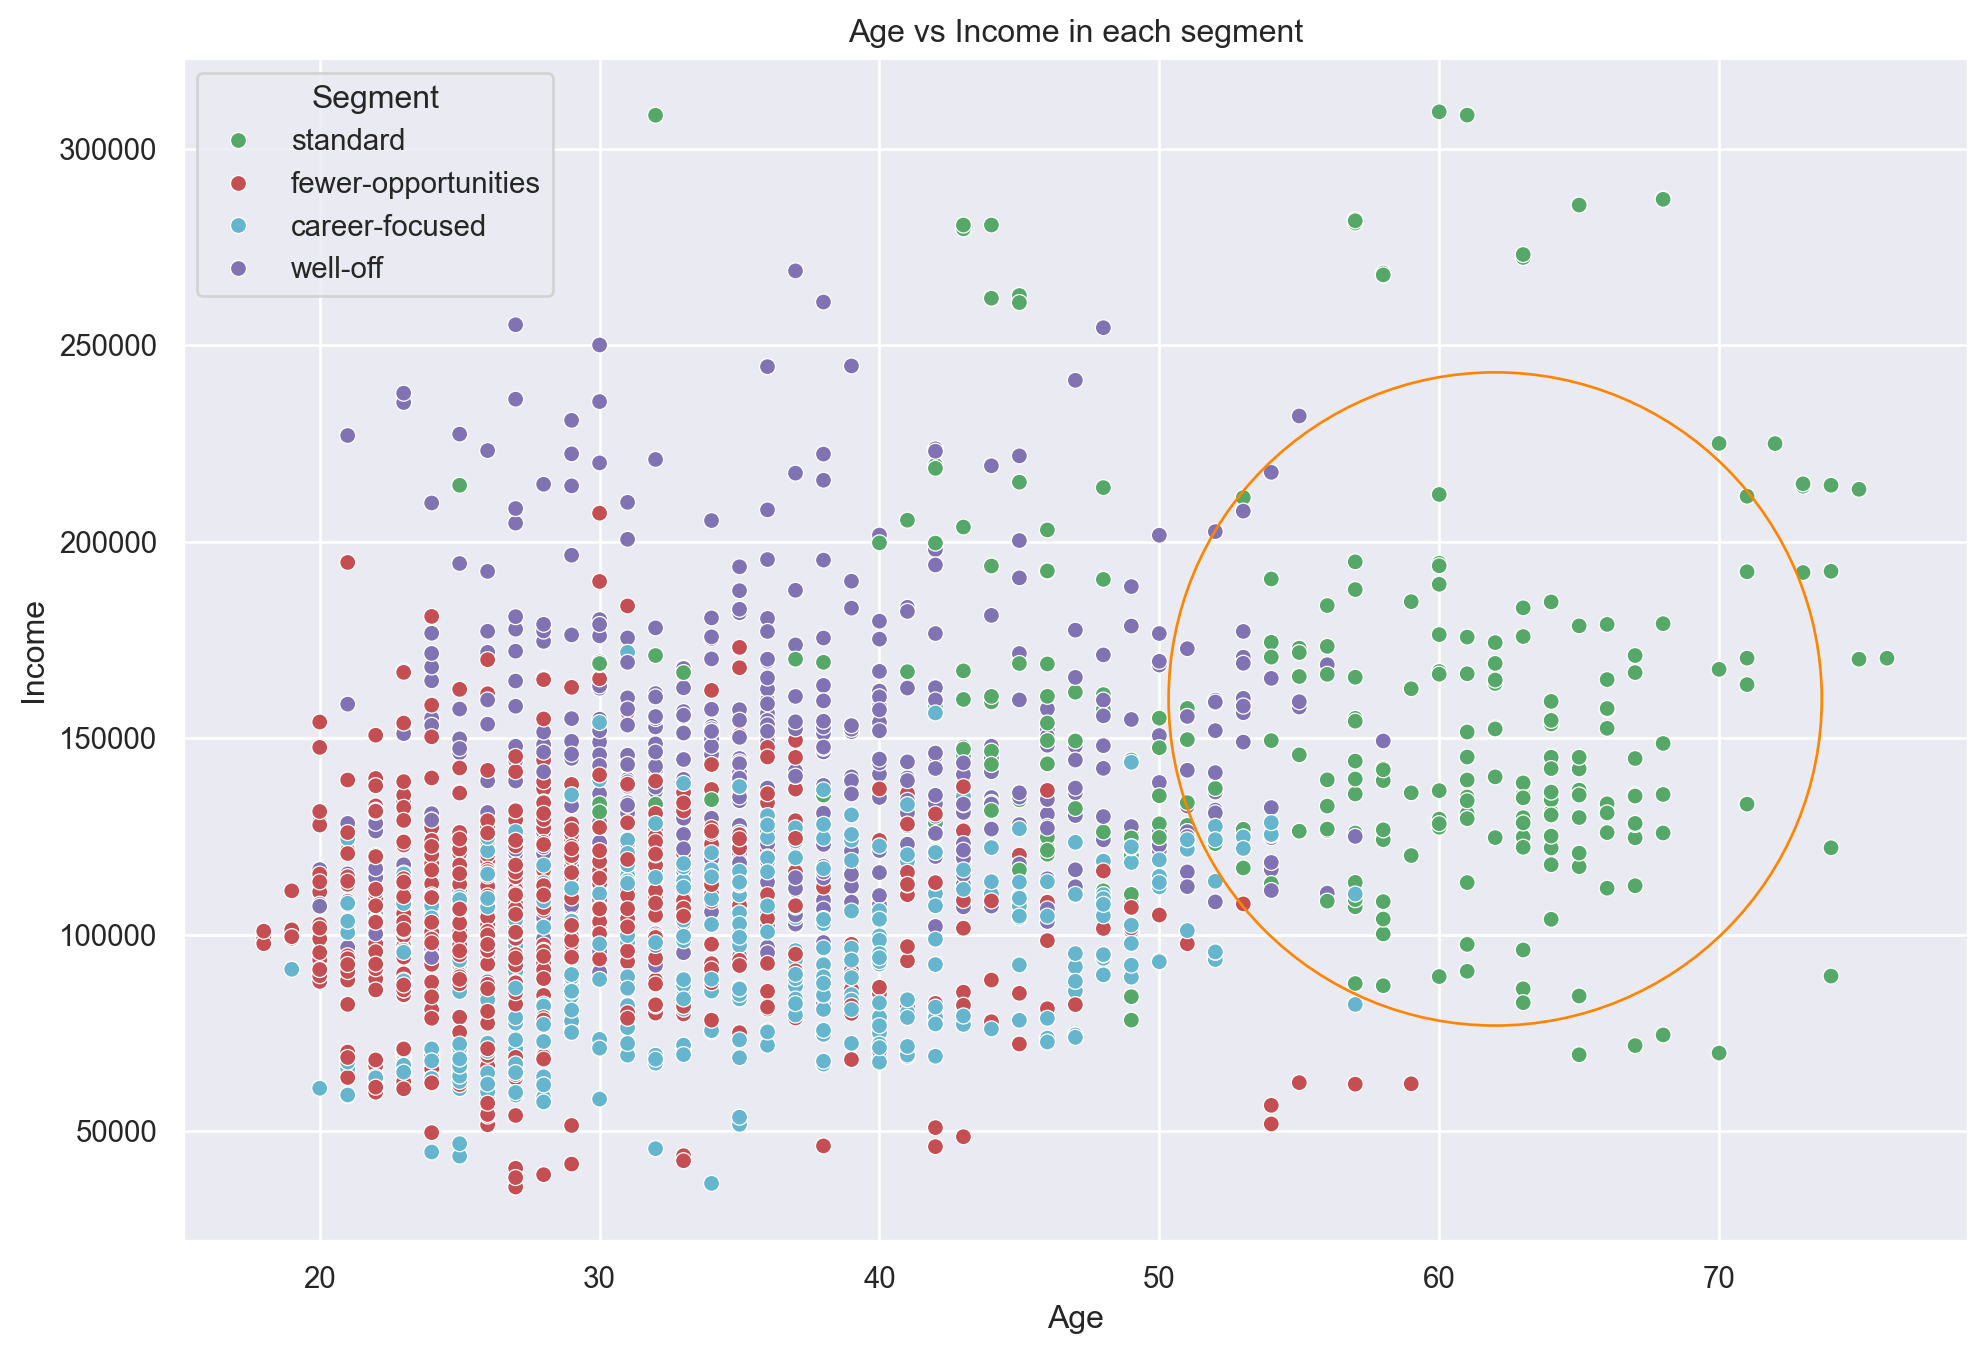 Age vs Income in each segment
Segment
standard
fewer-opportunities
career-focused
well-off
300000
250000
200000
150000
100000
50000
Income
20 30 40 50 60 70
Age